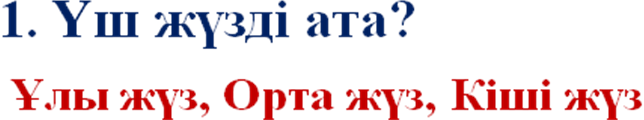 1. Үш жүзді ата?
Ұлы жүз, Орта жүз, Кіші жүз